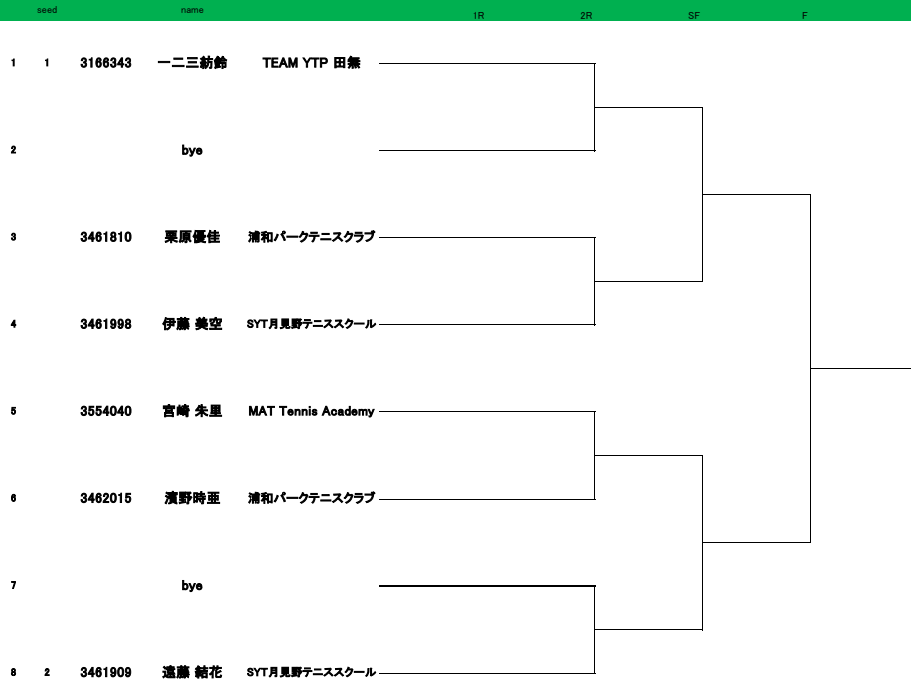 seed name 1R 2R SF F
1 1 3166343 一二三紡鈴 TEAM YTP 田無
2 bye
3 3461810 栗原優佳 浦和パークテニスクラブ
4 3461998 伊藤 美空 SYT月見野テニススクール
5 3554040 宮崎 朱里 MAT Tennis Academy
6 3462015 濱野時亜 浦和パークテニスクラブ
7 bye
8 2 3461909 遠藤 結花 SYT月見野テニススクール